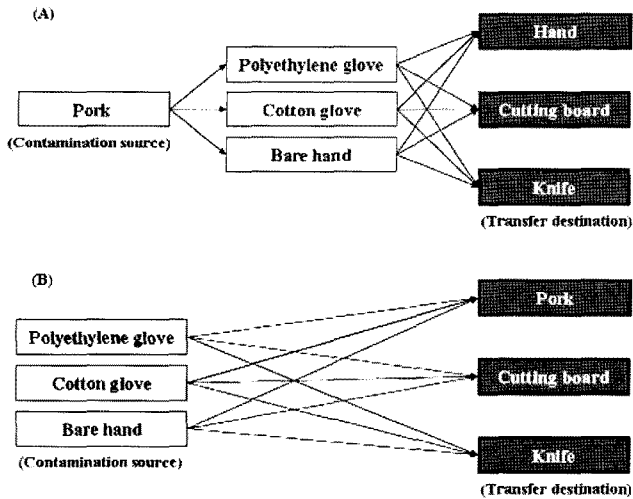 (A)
Hand
Polyethylene glove
Pork
Cotton glove
Cutting board
(Contamination source)
Bare hand
Knife
(Transfer destination)
(B)
Pork
Polyethylene glove
Cotton glove
Cutting board
Bare hand
(Contamination source)
Knife
(Transfer destination)